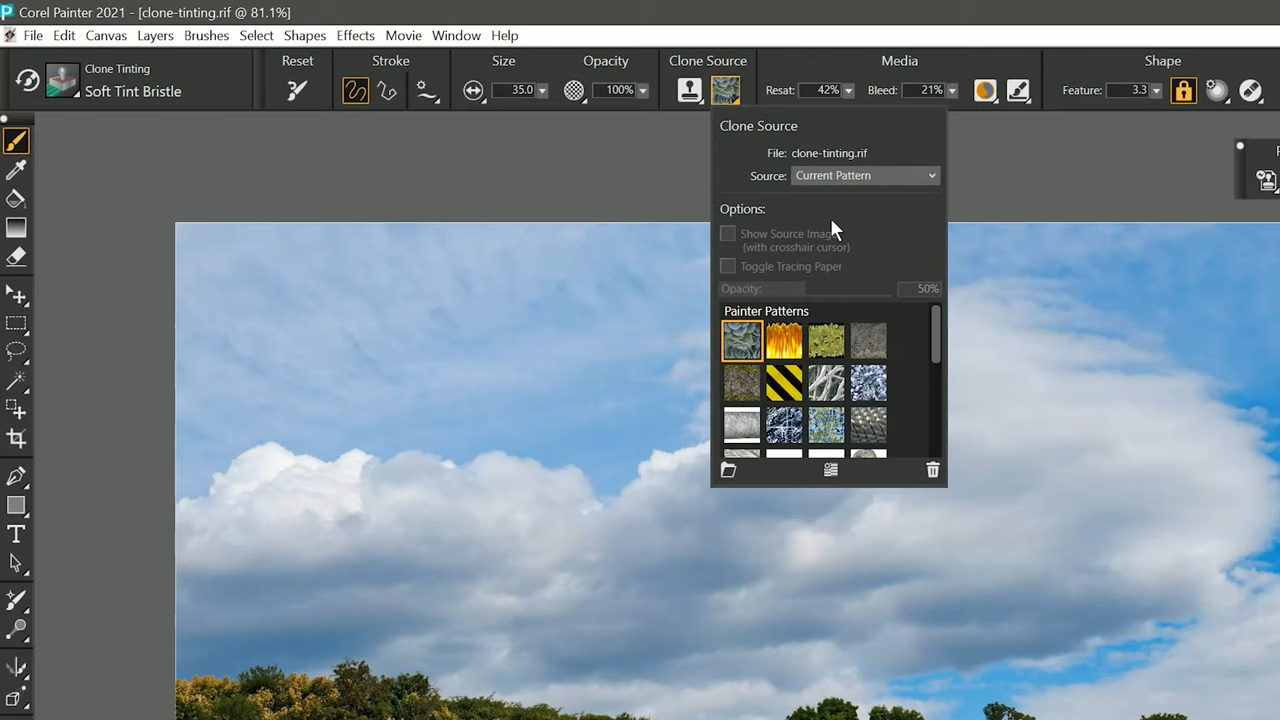 Corel Painter 2021 - [clone-tinting.rif @ 81.1%]
File Edit Canvas Layers Brushes Select Shapes Effects Movie Window Help
Reset Stroke Size Opacity Clone Source Media Shape
Clone Tinting
Soft Tint Bristle
35.0 100% Resat: 42% Bleed: 21% Feature: 3.3
Clone Source
File: clone-tinting.rif
Source: Current Pattern
Options:
Show Source Image
(with crosshair cursor)
Toggle Tracing Paper
Opacity: 50%
Painter Patterns
T